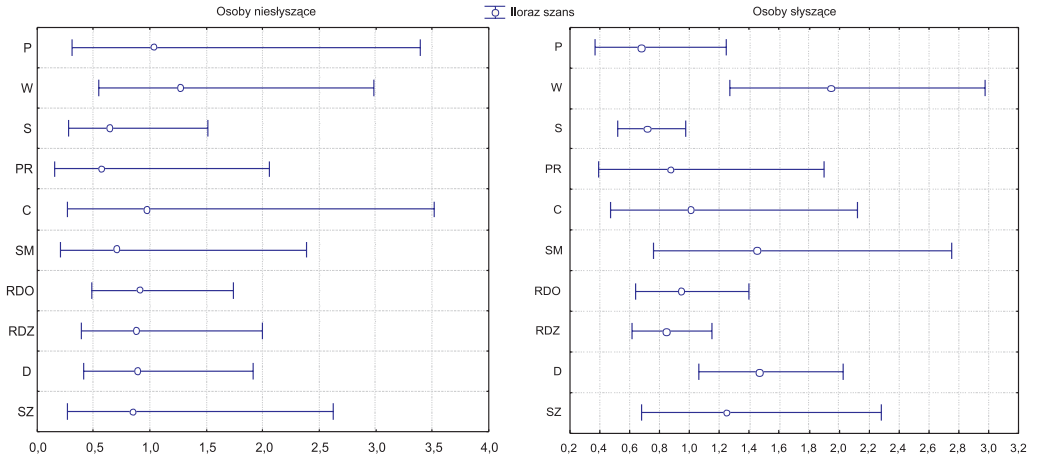 Osoby niesłyszące
Iloraz szans
Osoby słyszące
P
W
S
PR
C
SM
RDO
RDZ
D
SZ
0,0 0,5 1,0 1,5 2,0 2,5 3,0 3,5 4,0
P
W
S
PR
C
SM
RDO
RDZ
D
SZ
0,2 0,4 0,6 0,8 1,0 1,2 1,4 1,6 1,8 2,0 2,2 2,4 2,6 2,8 3,0 3,2